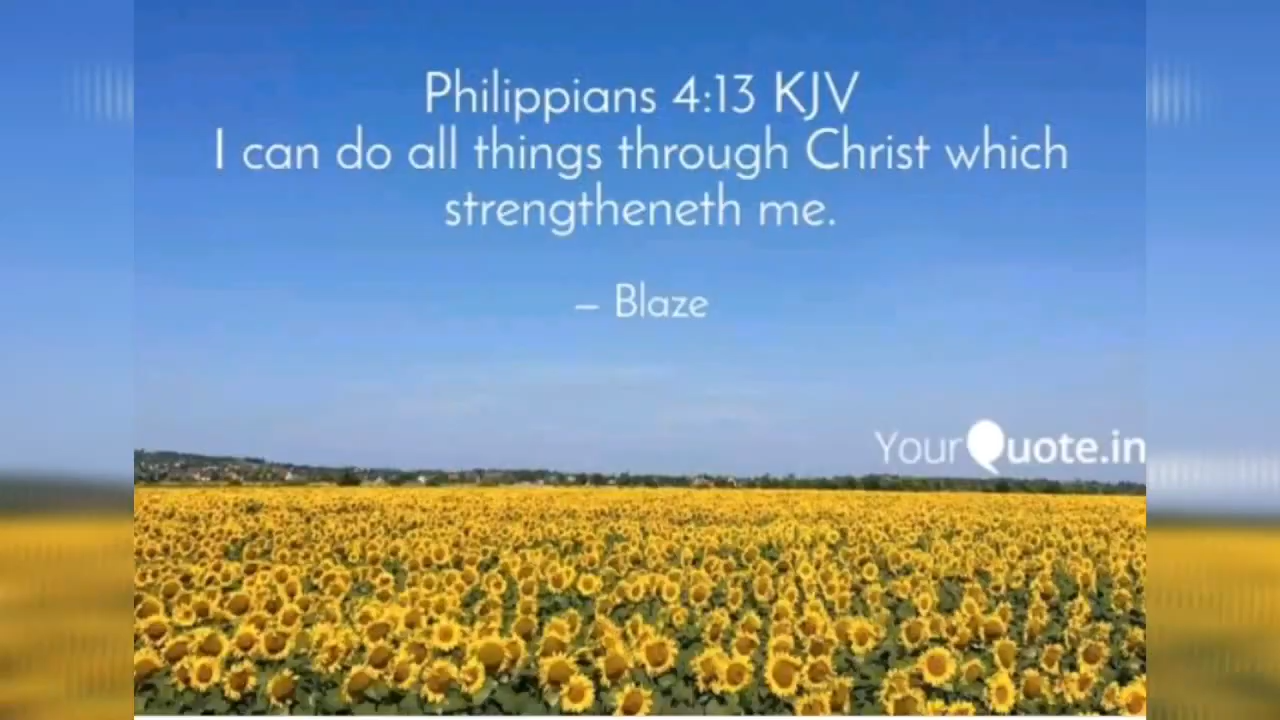 Philippians 4:13 KJV
I can do all things through Christ which
strengtheneth me.
– Blaze
YourQuote.in